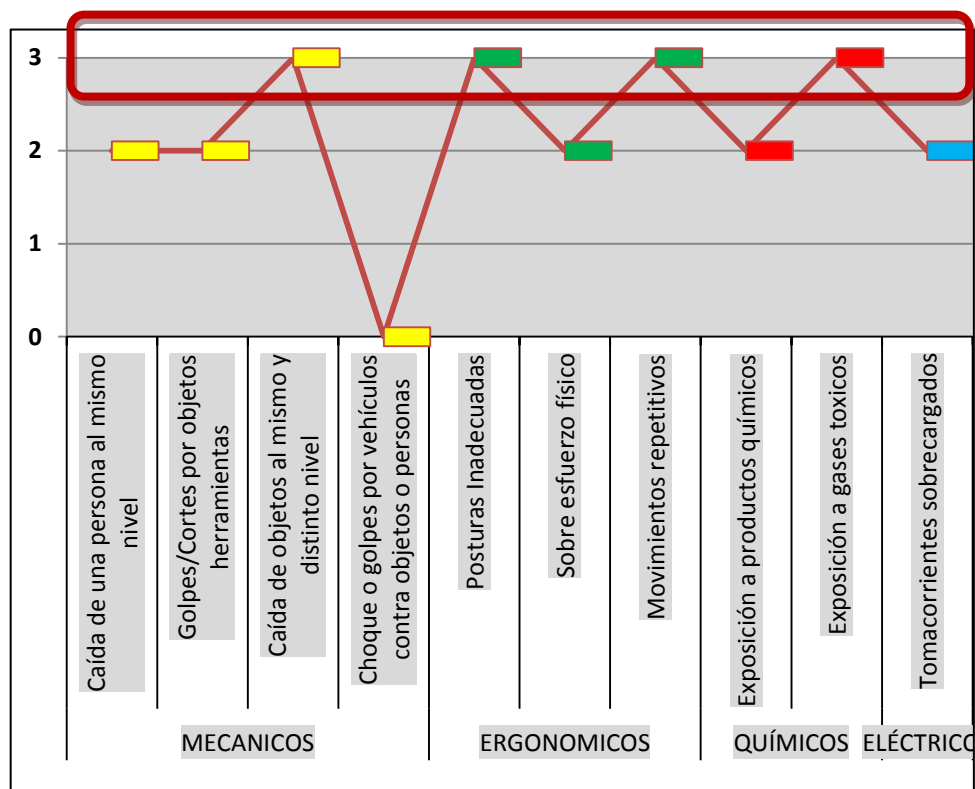 3
2
1
0
Caída de una persona al mismo
nivel
Golpes/Cortes por objetos
herramientas
Caída de objetos al mismo y
distinto nivel
Choque o golpes por vehículos
contra objetos o personas
Posturas Inadecuadas
Sobre esfuerzo físico
Movimientos repetitivos
Exposición a productos químicos
Exposición a gases toxicos
Tomacorrientes sobrecargados
MECANICOS
ERGONOMICOS
QUÍMICOS
ELÉCTRICO